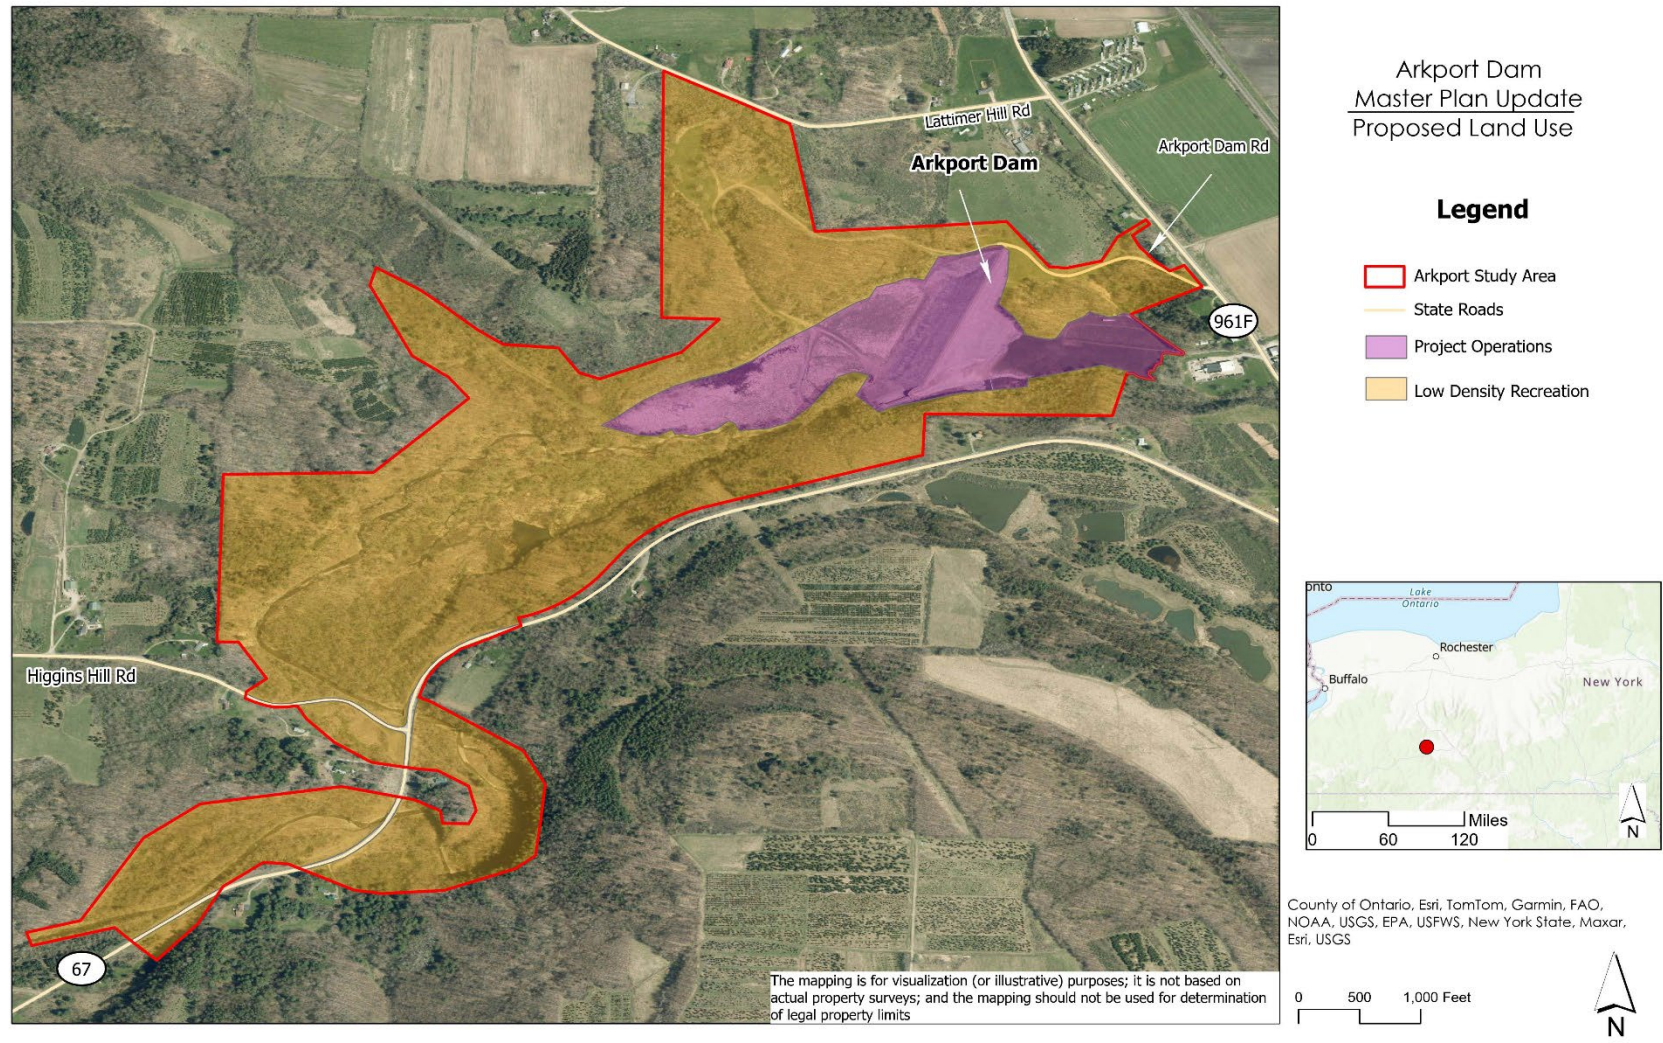 Arkport Dam
Master Plan Update
Proposed Land Use
Legend
Arkport Study Area
State Roads
Project Operations
Low Density Recreation
Lattimer Hill Rd
Arkport Dam Rd
Arkport Dam
961F
Higgins Hill Rd
67
The mapping is for visualization (or illustrative) purposes; it is not based on
actual property surveys; and the mapping should not be used for determination
of legal property limits
onto
Lake
Ontario
Rochester
Buffalo
New York
Miles
0 60 120
N
County of Ontario, Esri, TomTom, Garmin, FAO,
NOAA, USGS, EPA, USFWS, New York State, Maxar,
Esri, USGS
0 500 1,000 Feet
N